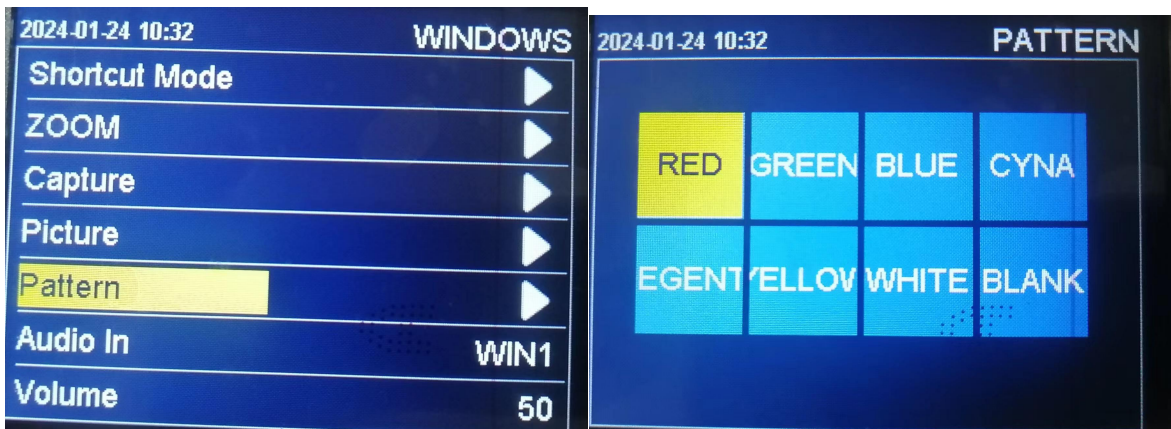 2024-01-24 10:32 WINDOWS
Shortcut Mode
ZOOM
Capture
Picture
Pattern
Audio In WIN1
Volume 50
2024-01-24 10:32 PATTERN
RED GREEN BLUE CYNA
EGENT YELLOW WHITE BLANK